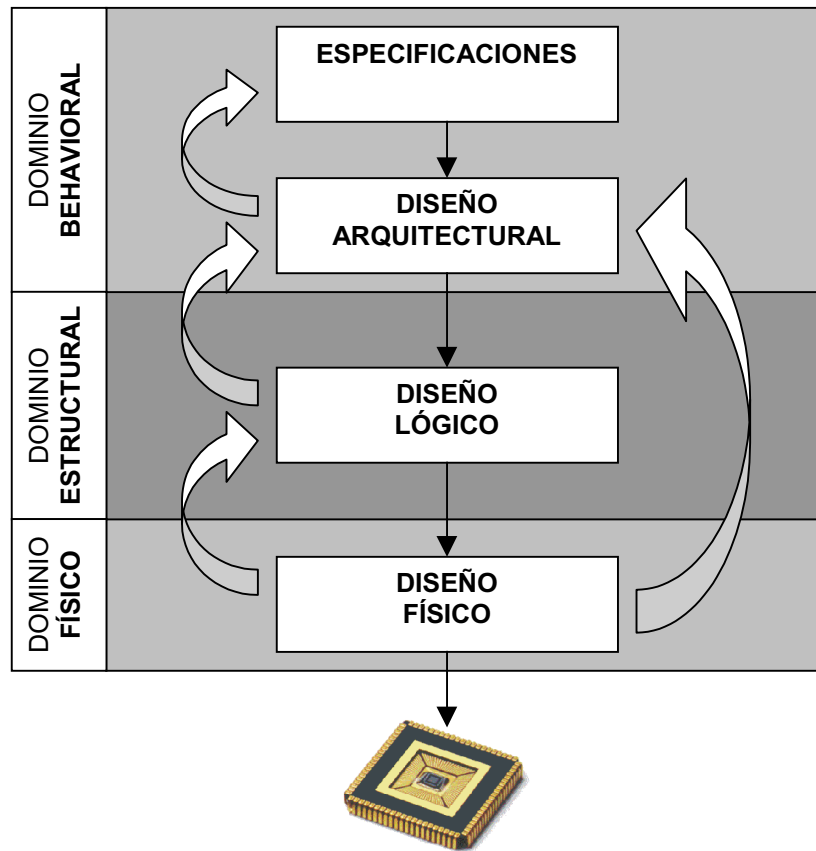 DOMINIO
BEHAVIORAL
ESPECIFICACIONES
DISEÑO
ARQUITECTURAL
DOMINIO
ESTRUCTURAL
DISEÑO
LÓGICO
DOMINIO
FÍSICO
DISEÑO
FÍSICO